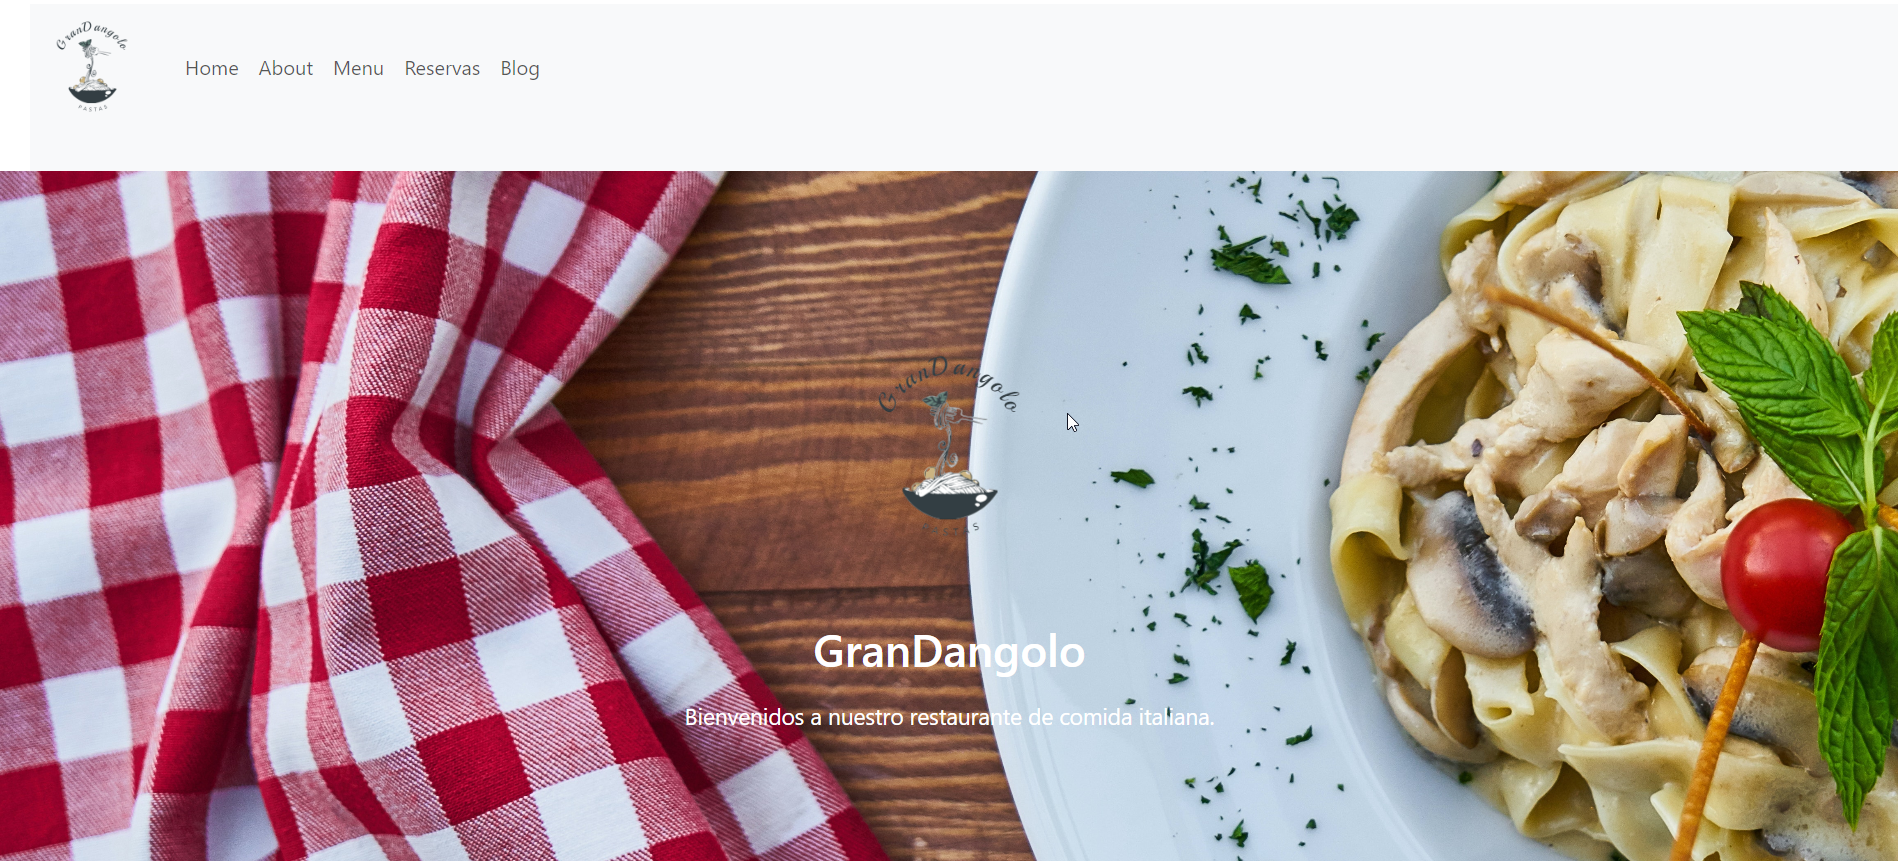 GranDangolo
PASTAS
Home About Menu Reservas Blog
GranDangolo
GranDangolo
Bienvenidos a nuestro restaurante de comida italiana.